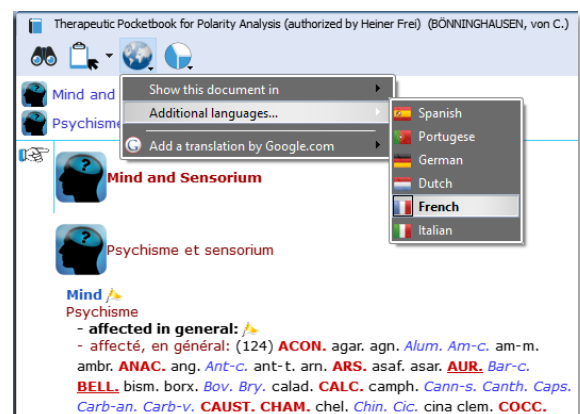 Therapeutic Pocketbook for Polarity Analysis (authorized by Heiner Frei) (BÖNNINGHAUSEN, von C.)
Mind and
Psychisme
Show this document in
Additional languages...
Add a translation by Google.com
Spanish
Portugese
German
Dutch
French
Italian
Mind and Sensorium
Psychisme et sensorium
Mind
Psychisme
- affected in general:
- affecté, en général: (124) ACON. agar. agn. Alum. Am-c. am-m.
ambr. ANAC. ang. Ant-c. ant-t. arn. ARS. asaf. asar. AUR. Bar-c.
BELL. bism. borx. Bov. Bry. calad. CALC. camph. Cann-s. Canth. Caps.
Carb-an. Carb-v. CAUST. CHAM. chel. Chin. Cic. cina clem. COCC.